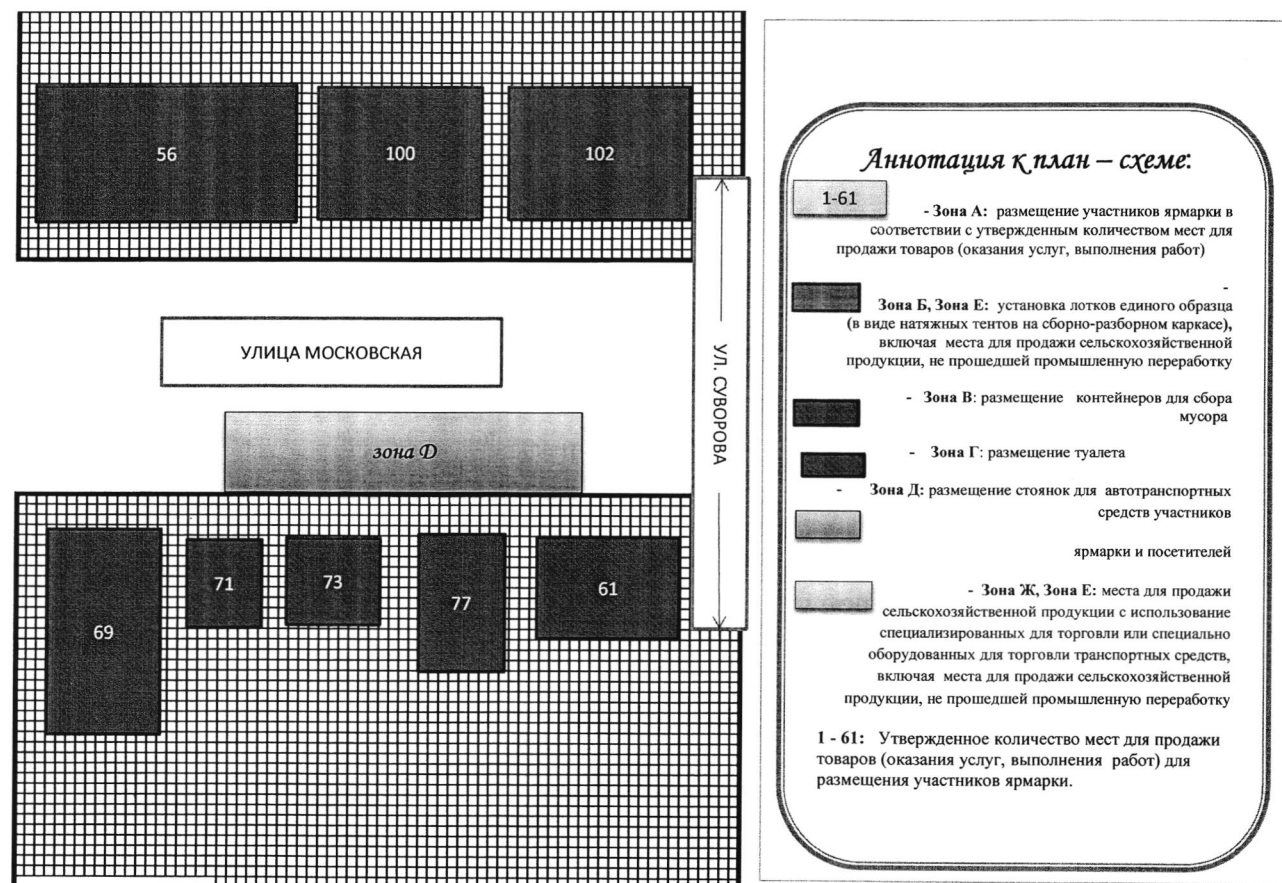 56
100
102
УЛИЦА МОСКОВСКАЯ
УЛ. СУВОРОВА
зона Д
69
71
73
77
61
Аннотация к план – схеме:
1-61
- Зона А: размещение участников ярмарки в
соответствии с утвержденным количеством мест для
продажи товаров (оказания услуг, выполнения работ)
-
Зона Б, Зона Е: установка лотков единого образца
(в виде натяжных тентов на сборно-разборном каркасе),
включая места для продажи сельскохозяйственной
продукции, не прошедшей промышленную переработку
- Зона В: размещение контейнеров для сбора
мусора
- Зона Г: размещение туалета
- Зона Д: размещение стоянок для автотранспортных
средств участников
ярмарки и посетителей
- Зона Ж, Зона Е: места для продажи
сельскохозяйственной продукции с использование
специализированных для торговли или специально
оборудованных для торговли транспортных средств,
включая места для продажи сельскохозяйственной
продукции, не прошедшей промышленную переработку
1 - 61: Утвержденное количество мест для продажи
товаров (оказания услуг, выполнения работ) для
размещения участников ярмарки.